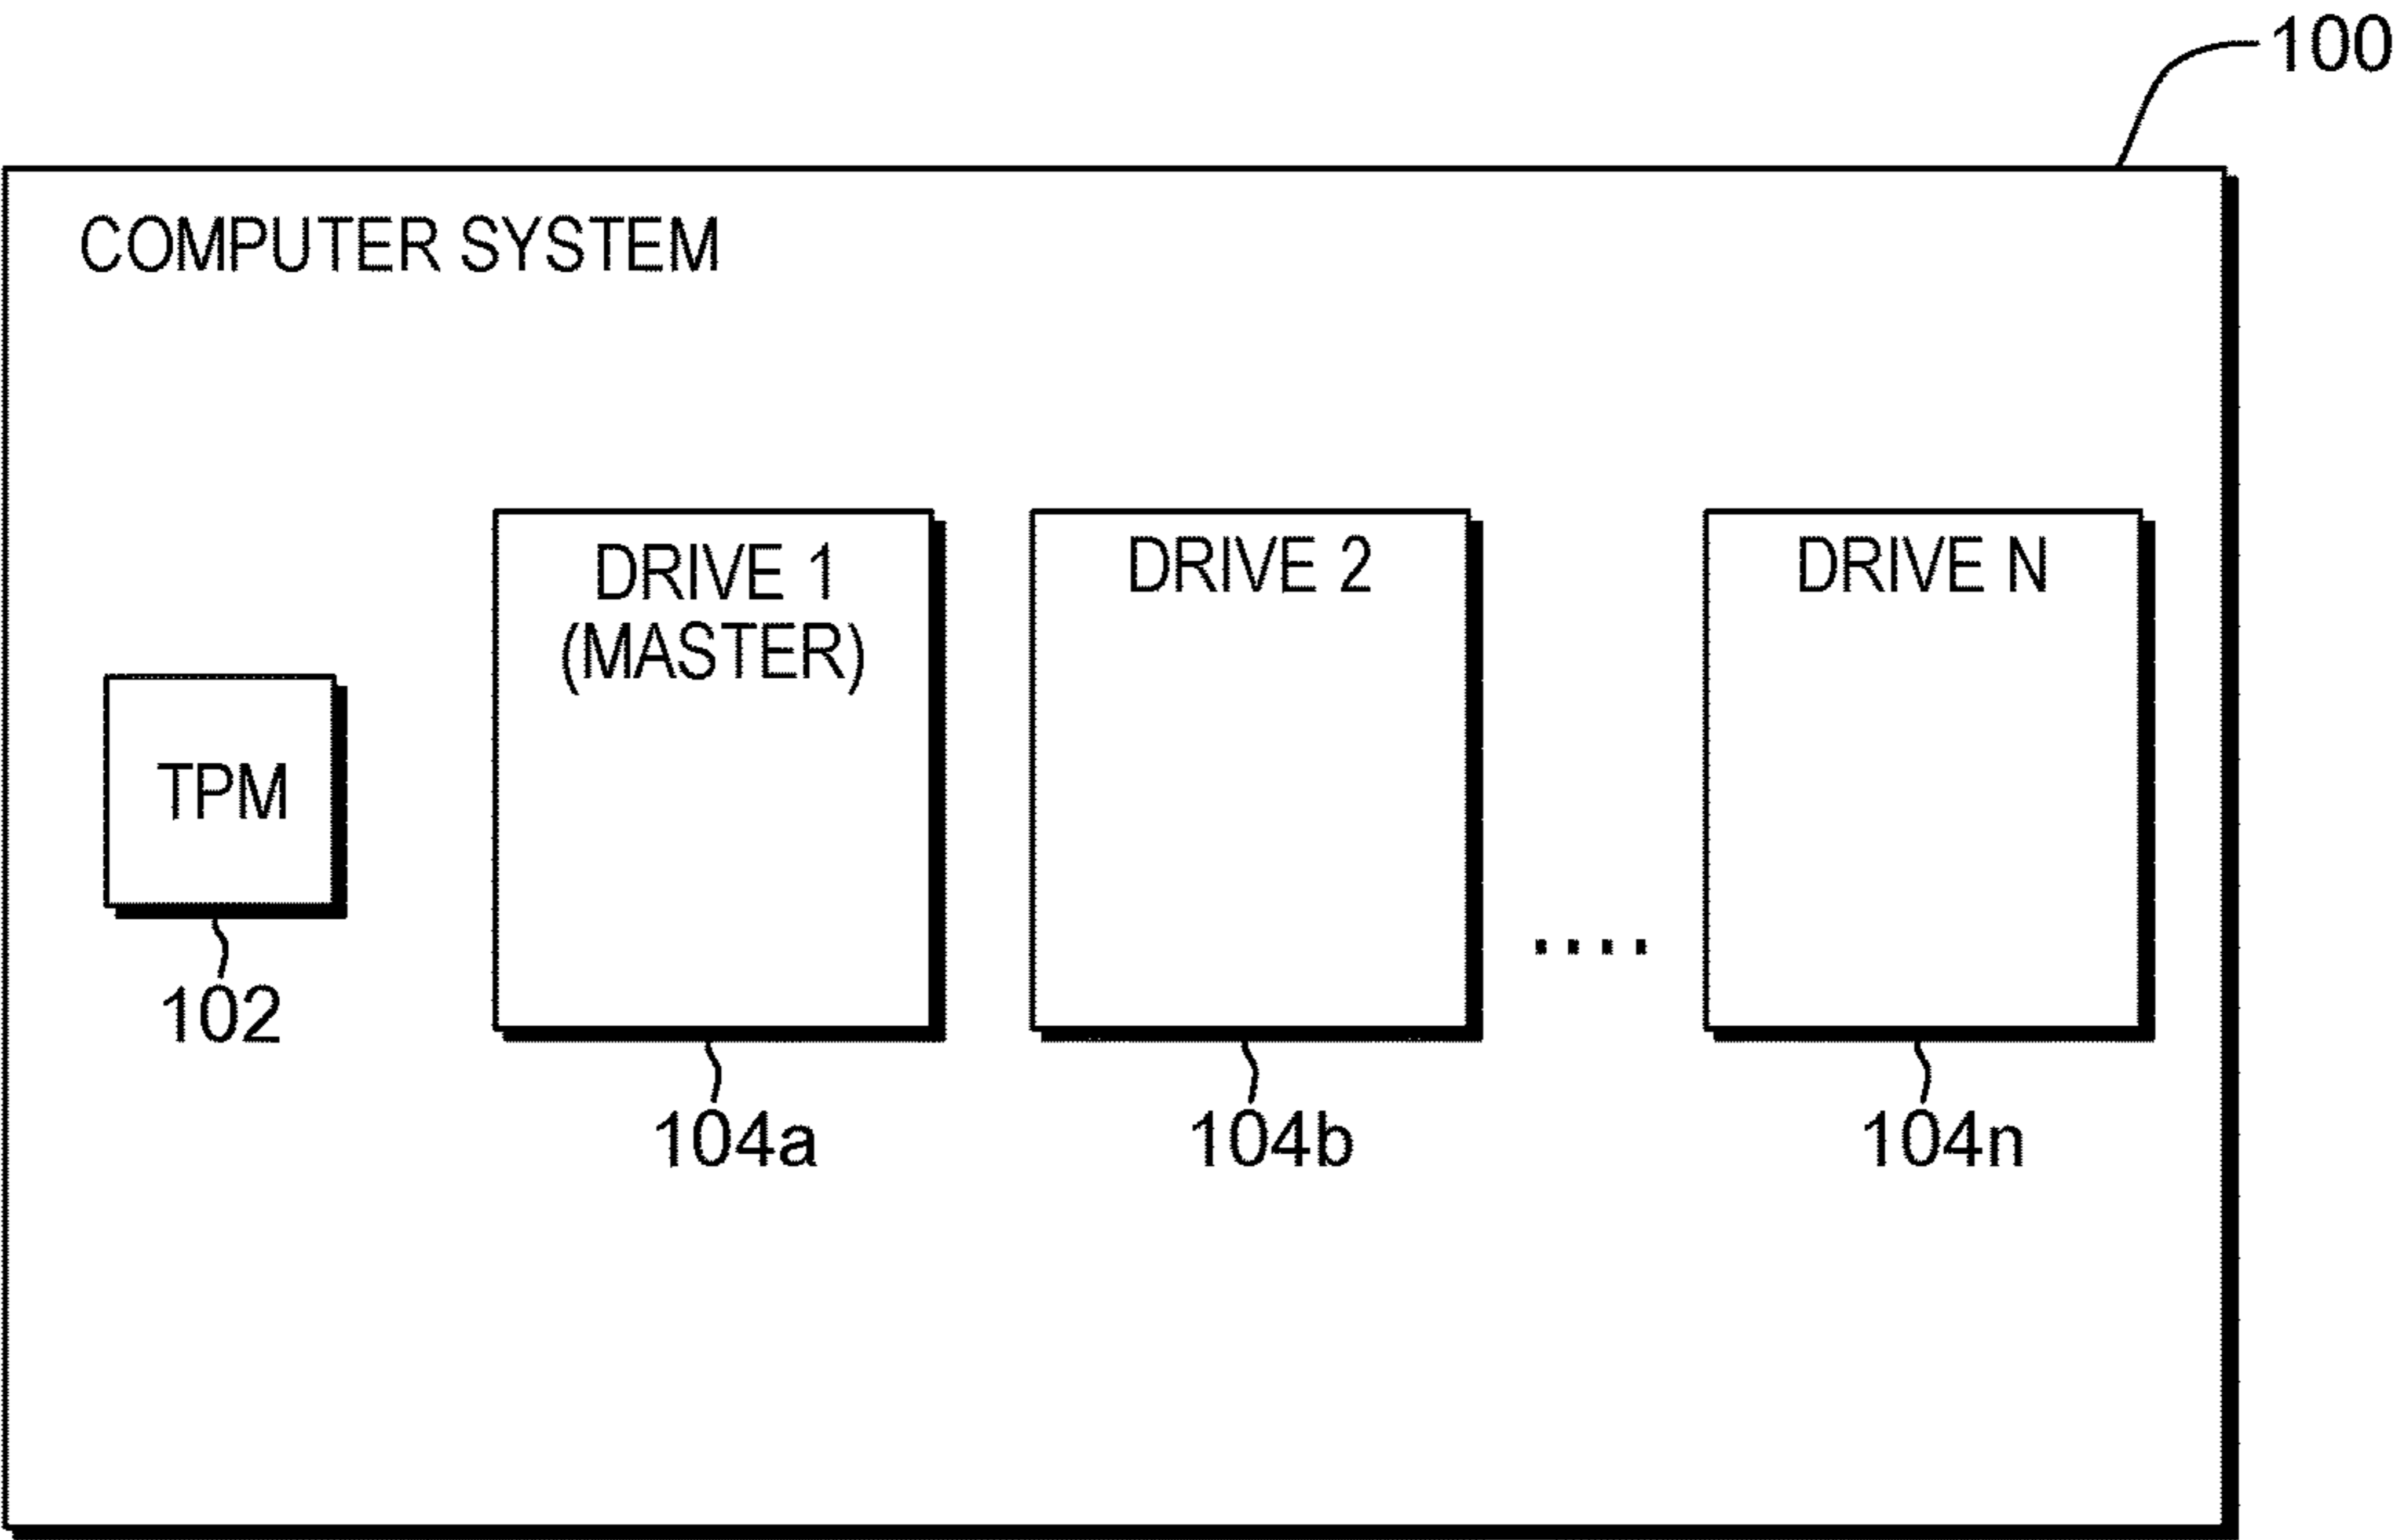 100
COMPUTER SYSTEM
DRIVE 1
(MASTER)
DRIVE 2
DRIVE N
TPM
....
102
104a
104b
104n